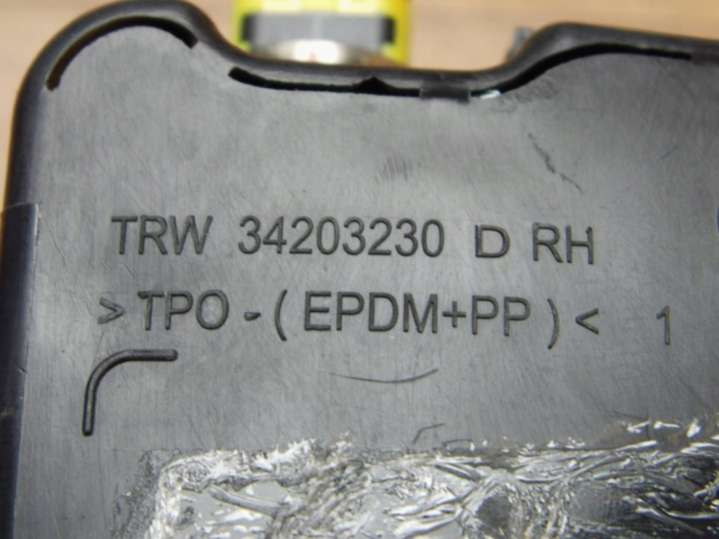 TRW 34203230 D RH
>TPO-(EPDM+PP)< 1